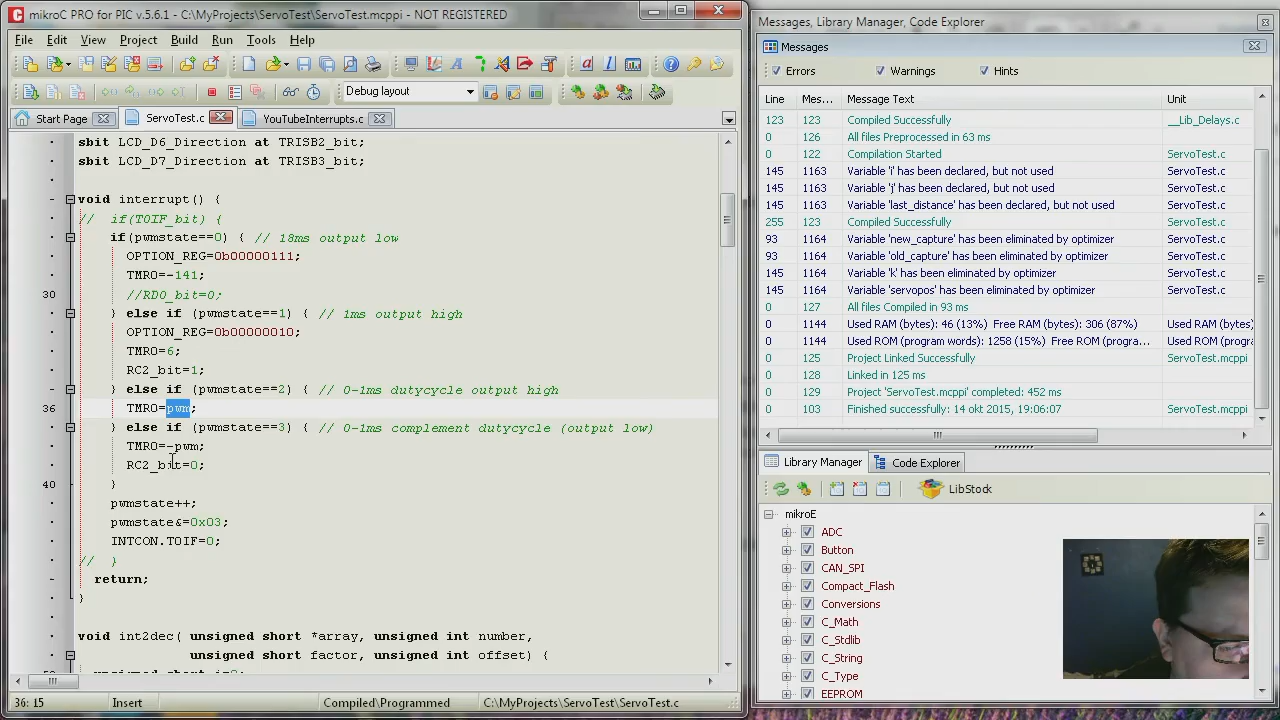 mikroC PRO for PIC v.5.6.1 - C:\MyProjects\ServoTest\ServoTest.mcppi - NOT REGISTERED
File Edit View Project Build Run Tools Help
Debug layout
Start Page ServoTest.c YouTubeInterrupts.c
sbit LCD_D6_Direction at TRISB2_bit;
sbit LCD_D7_Direction at TRISB3_bit;
void interrupt() {
// if(T0IF_bit) {
if(pwmstate==0) { // 18ms output low
OPTION_REG=0b00000111;
TMR0=-141;
30 //RD0_bit=0;
} else if (pwmstate==1) { // 1ms output high
OPTION_REG=0b00000010;
TMR0=6;
RC2_bit=1;
} else if (pwmstate==2) { // 0-1ms dutycycle output high
36 TMR0=pwm;
} else if (pwmstate==3) { // 0-1ms complement dutycycle (output low)
TMR0=-pwm;
RC2_bit=0;
40 }
pwmstate++;
pwmstate&=0x03;
INTCON.T0IF=0;
// }
return;
}
void int2dec( unsigned short *array, unsigned int number,
unsigned short factor, unsigned int offset) {
36: 15 Insert Compiled/Programmed C:\MyProjects\ServoTest\ServoTest.c
Messages, Library Manager, Code Explorer
Messages
Errors Warnings Hints
Line Mes... Message Text Unit
123 123 Compiled Successfully __Lib_Delays.c
0 126 All files Preprocessed in 63 ms
0 122 Compilation Started ServoTest.c
145 1163 Variable 'i' has been declared, but not used ServoTest.c
145 1163 Variable 'j' has been declared, but not used ServoTest.c
145 1163 Variable 'last_distance' has been declared, but not used ServoTest.c
255 123 Compiled Successfully ServoTest.c
93 1164 Variable 'new_capture' has been eliminated by optimizer ServoTest.c
93 1164 Variable 'old_capture' has been eliminated by optimizer ServoTest.c
145 1164 Variable 'k' has been eliminated by optimizer ServoTest.c
145 1164 Variable 'servopos' has been eliminated by optimizer ServoTest.c
0 127 All files Compiled in 93 ms
0 1144 Used RAM (bytes): 46 (13%) Free RAM (bytes): 306 (87%) Used RAM (bytes)
0 1144 Used ROM (program words): 1258 (15%) Free ROM (progra... Used ROM (progr
0 125 Project Linked Successfully ServoTest.mcppi
0 128 Linked in 125 ms
0 129 Project 'ServoTest.mcppi' completed: 452 ms
0 103 Finished successfully: 14 okt 2015, 19:06:07 ServoTest.mcppi
Library Manager Code Explorer
LibStock
mikroE
ADC
Button
CAN_SPI
Compact_Flash
Conversions
C_Math
C_Stdlib
C_String
C_Type
EEPROM